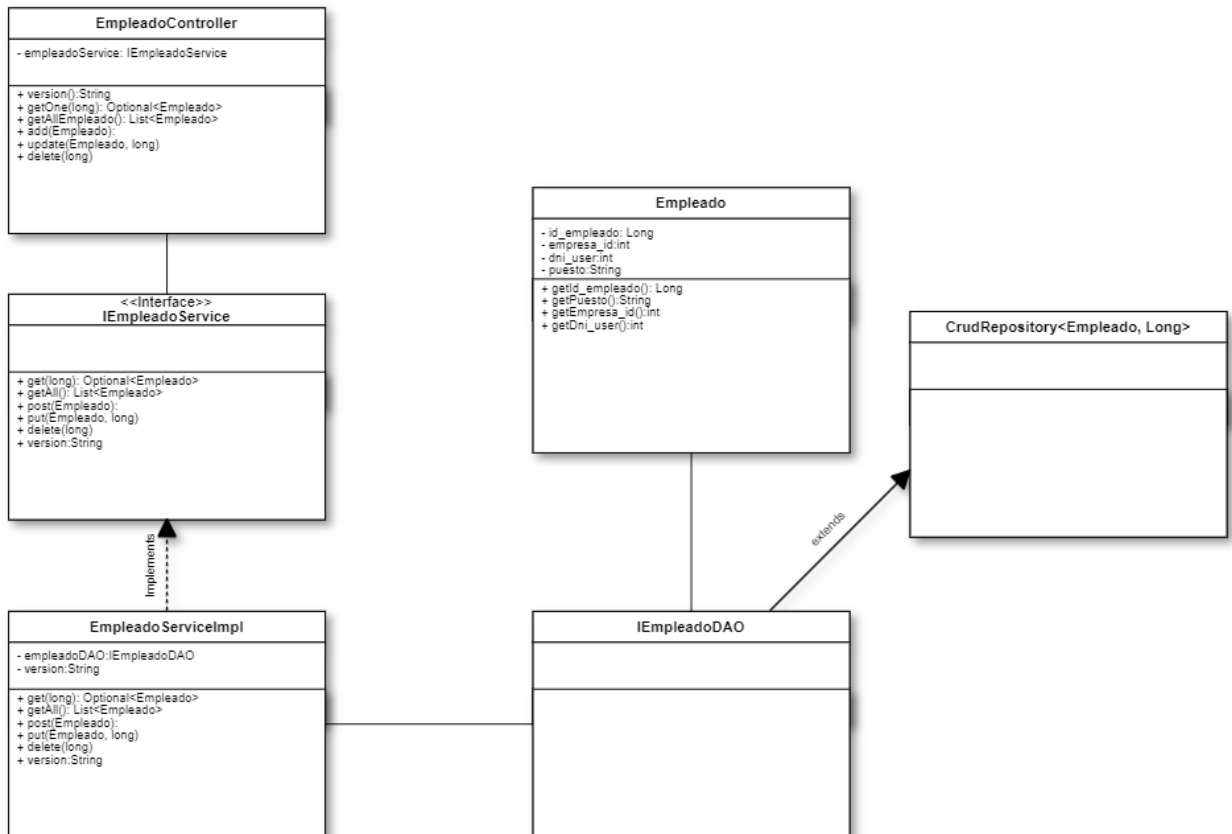 EmpleadoController
- empleadoService: IEmpleadoService
+ version():String
+ getOne(long): Optional<Empleado>
+ getAllEmpleado(): List<Empleado>
+ add(Empleado):
+ update(Empleado, long)
+ delete(long)
<<Interface>>
IEmpleadoService
+ get(long): Optional<Empleado>
+ getAll(): List<Empleado>
+ post(Empleado):
+ put(Empleado, long)
+ delete(long)
+ version:String
Implements
EmpleadoServiceImpl
- empleadoDAO:IEmpleadoDAO
- version:String
+ get(long): Optional<Empleado>
+ getAll(): List<Empleado>
+ post(Empleado):
+ put(Empleado, long)
+ delete(long)
+ version:String
Empleado
- id_empleado: Long
- empresa_id:int
- dni_user:int
- puesto:String
+ getId_empleado(): Long
+ getPuesto():String
+ getEmpresa_id():int
+ getDni_user():int
IEmpleadoDAO
extends
CrudRepository<Empleado, Long>